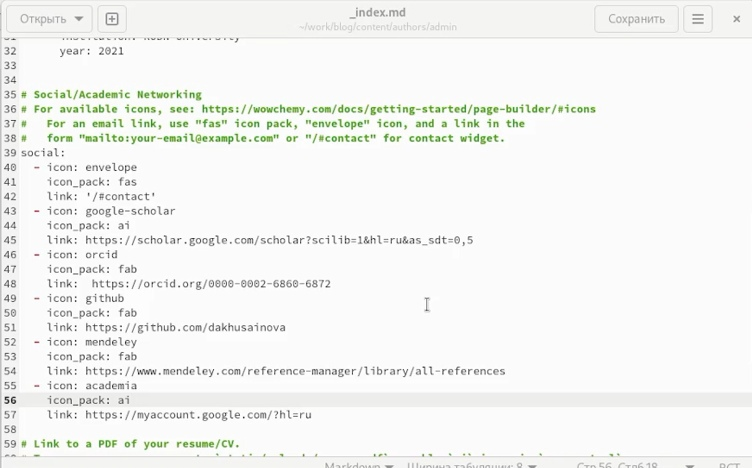 Открыть
_index.md
~/work/blog/content/authors/admin
Сохранить
32 year: 2021
33
34
35 # Social/Academic Networking
36 # For available icons, see: https://wowchemy.com/docs/getting-started/page-builder/#icons
37 #   For an email link, use "fas" icon pack, "envelope" icon, and a link in the
38 #   form "mailto:your-email@example.com" or "/#contact" for contact widget.
39 social:
40   - icon: envelope
41     icon_pack: fas
42     link: '/#contact'
43   - icon: google-scholar
44     icon_pack: ai
45     link: https://scholar.google.com/scholar?scilib=1&hl=ru&as_sdt=0,5
46   - icon: orcid
47     icon_pack: fab
48     link:  https://orcid.org/0000-0002-6860-6872
49   - icon: github
50     icon_pack: fab
51     link: https://github.com/dakhusainova
52   - icon: mendeley
53     icon_pack: fab
54     link: https://www.mendeley.com/reference-manager/library/all-references
55   - icon: academia
56     icon_pack: ai
57     link: https://myaccount.google.com/?hl=ru
58
59 # Link to a PDF of your resume/CV.
Markdown Ширина табуляции: 8 Стр 56, Стлб 18 ВСТ